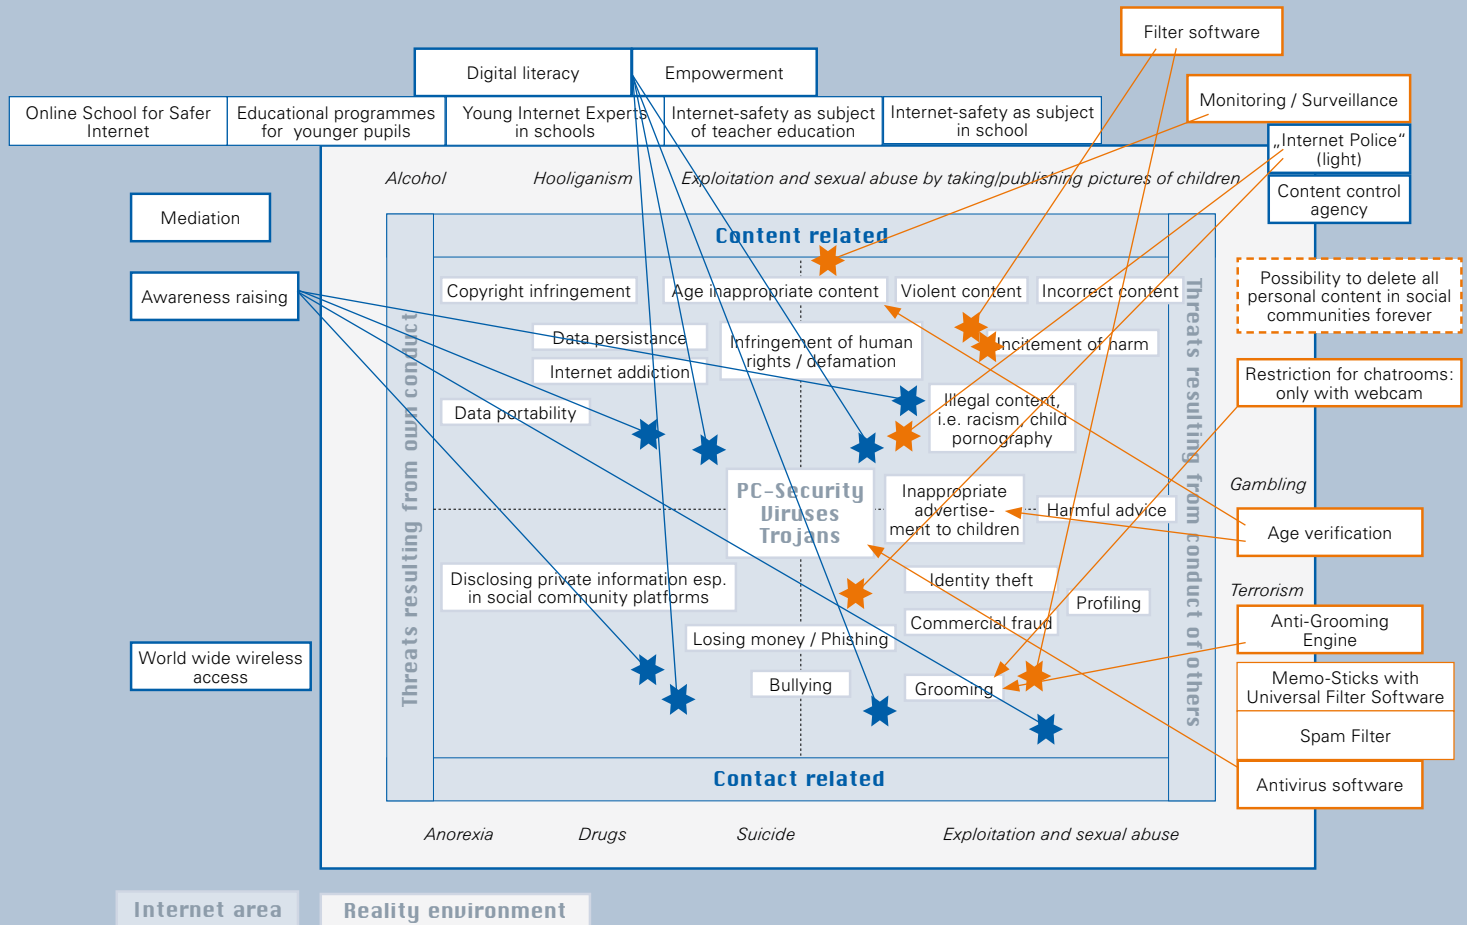 Filter software
Digital literacy
Empowerment
Monitoring / Surveillance
Online School for Safer
Internet
Educational programmes
for younger pupils
Young Internet Experts
in schools
Internet-safety as subject
of teacher education
Internet-safety as subject
in school
„Internet Police“
(light)
Content control
agency
Alcohol
Hooliganism
Exploitation and sexual abuse by taking/publishing pictures of children
Mediation
Awareness raising
World wide wireless
access
Content related
Threats resulting from own conduct
Threats resulting from conduct of others
Copyright infringement
Age inappropriate content
Violent content
Incorrect content
Data persistance
Infringement of human
rights / defamation
Incitement of harm
Internet addiction
Data portability
Illegal content,
i.e. racism, child
pornography
PC-Security
Viruses
Trojans
Inappropriate
advertise-
ment to children
Harmful advice
Disclosing private information esp.
in social community platforms
Identity theft
Profiling
Commercial fraud
Losing money / Phishing
Bullying
Grooming
Contact related
Possibility to delete all
personal content in social
communities forever
Restriction for chatrooms:
only with webcam
Gambling
Age verification
Terrorism
Anti-Grooming
Engine
Memo-Sticks with
Universal Filter Software
Spam Filter
Antivirus software
Anorexia
Drugs
Suicide
Exploitation and sexual abuse
Internet area
Reality environment